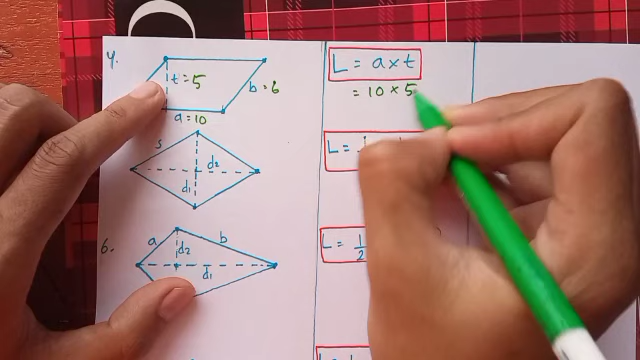 4.
t = 5
b = 6
a = 10
L = a × t
= 10 × 5
s
d2
d1
L =
6.
a
b
d2
d1
L = 1/2